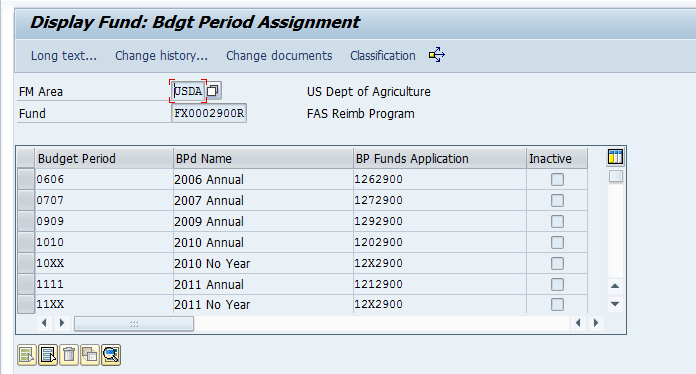 Display Fund: Bdgt Period Assignment
Long text... Change history... Change documents Classification
FM Area USDA US Dept of Agriculture
Fund FX0002900R FAS Reimb Program
Budget Period BPd Name BP Funds Application Inactive
0606 2006 Annual 1262900
0707 2007 Annual 1272900
0909 2009 Annual 1292900
1010 2010 Annual 1202900
10XX 2010 No Year 12X2900
1111 2011 Annual 1212900
11XX 2011 No Year 12X2900